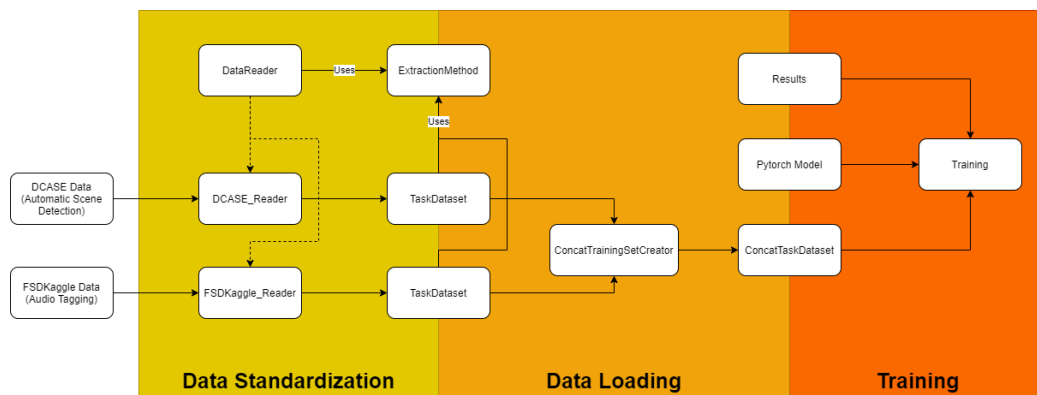 DataReader
Uses
ExtractionMethod
Results
Uses
Pytorch Model
Training
DCASE Data
(Automatic Scene
Detection)
DCASE_Reader
TaskDataset
ConcatTrainingSetCreator
ConcatTaskDataset
FSDKaggle Data
(Audio Tagging)
FSDKaggle_Reader
TaskDataset
Data Standardization
Data Loading
Training